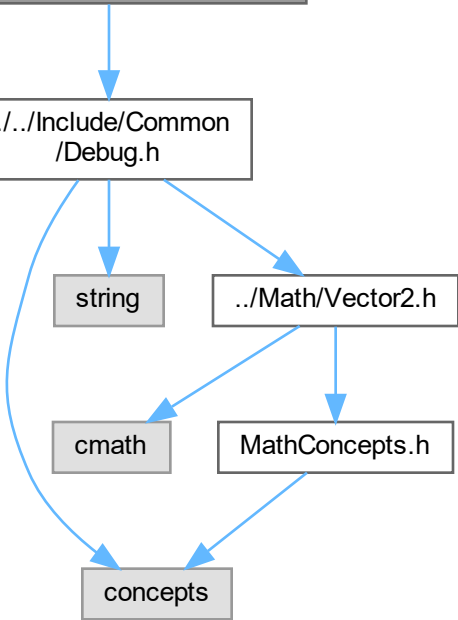 ./../Include/Common
/Debug.h
string
../Math/Vector2.h
cmath
MathConcepts.h
concepts